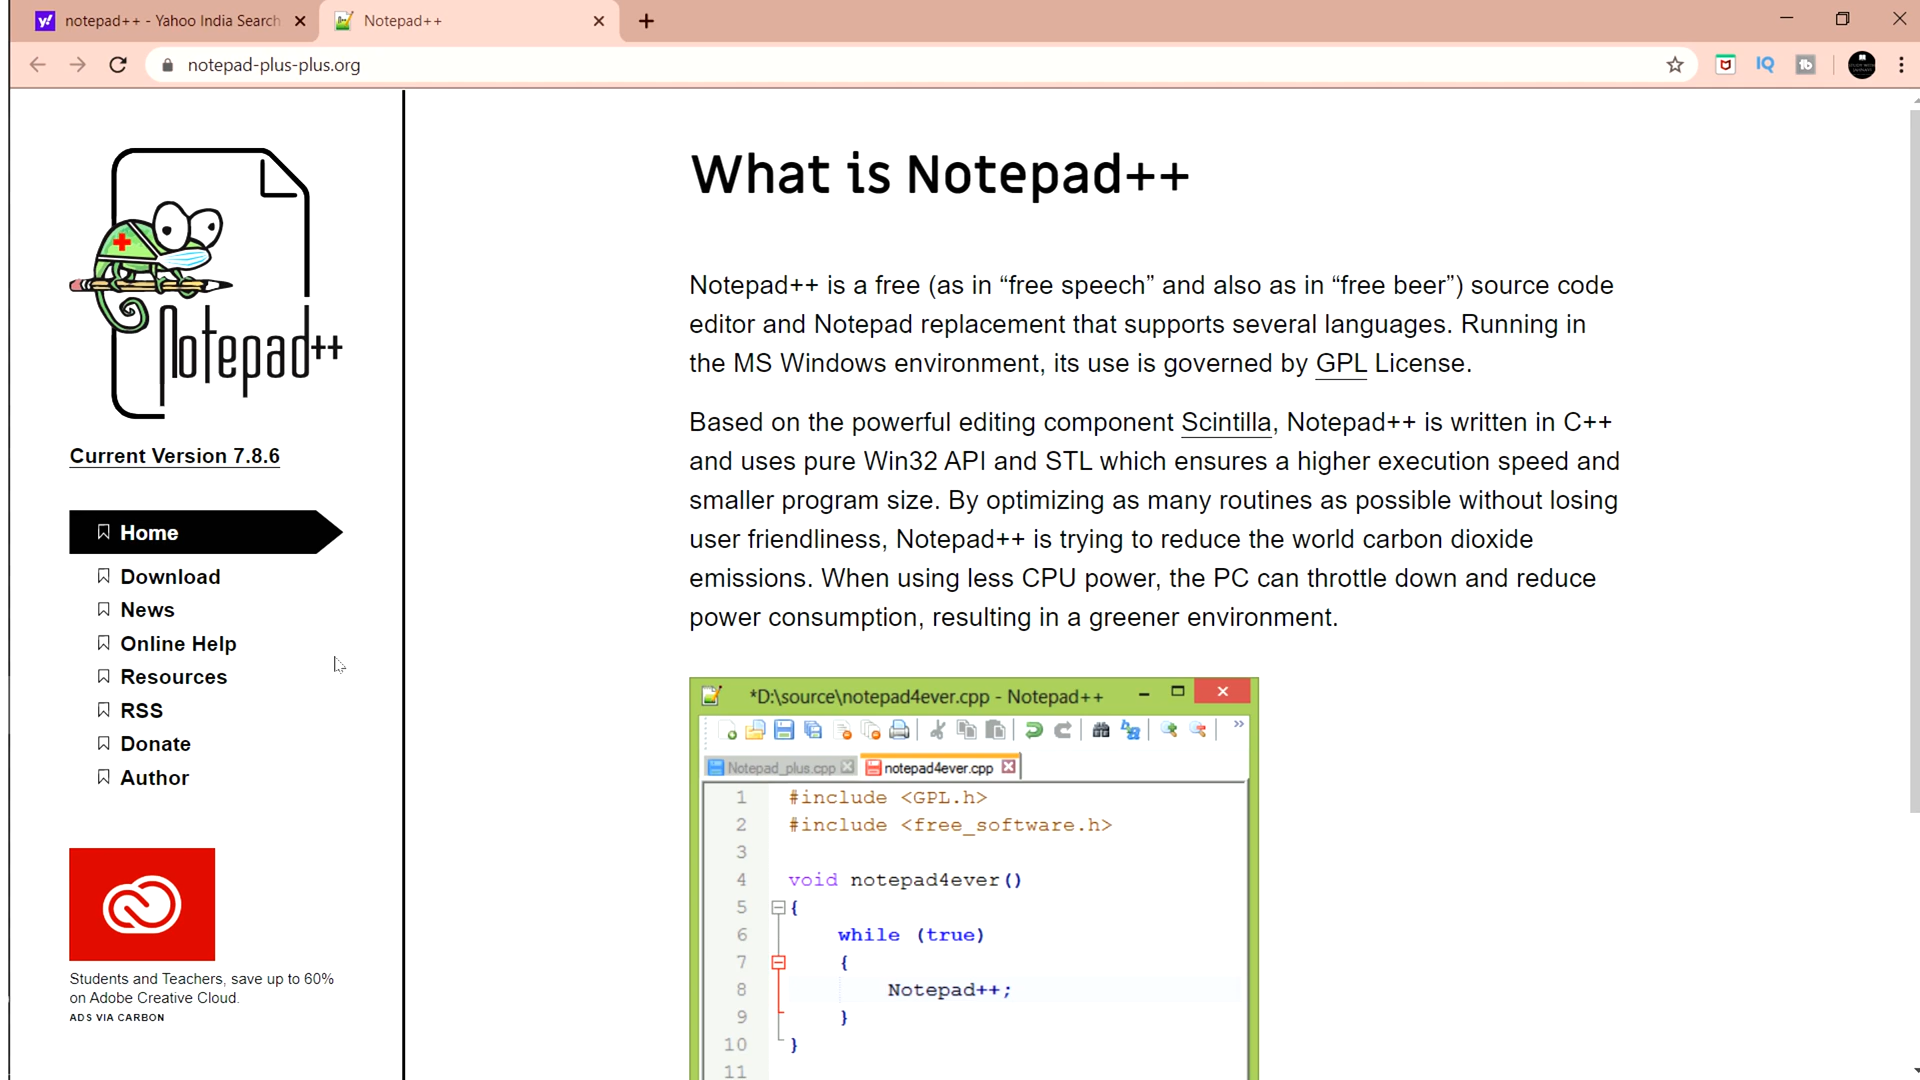 notepad++ - Yahoo India Search
Notepad++
notepad-plus-plus.org
Notepad++
Current Version 7.8.6
Home
Download
News
Online Help
Resources
RSS
Donate
Author
Students and Teachers, save up to 60%
on Adobe Creative Cloud.
ADS VIA CARBON
What is Notepad++
Notepad++ is a free (as in “free speech” and also as in “free beer”) source code
editor and Notepad replacement that supports several languages. Running in
the MS Windows environment, its use is governed by GPL License.
Based on the powerful editing component Scintilla, Notepad++ is written in C++
and uses pure Win32 API and STL which ensures a higher execution speed and
smaller program size. By optimizing as many routines as possible without losing
user friendliness, Notepad++ is trying to reduce the world carbon dioxide
emissions. When using less CPU power, the PC can throttle down and reduce
power consumption, resulting in a greener environment.
*D:\source\notepad4ever.cpp - Notepad++
Notepad_plus.cpp notepad4ever.cpp
1 #include <GPL.h>
2 #include <free_software.h>
3
4 void notepad4ever()
5 {
6 while (true)
7 {
8 Notepad++;
9 }
10 }
11